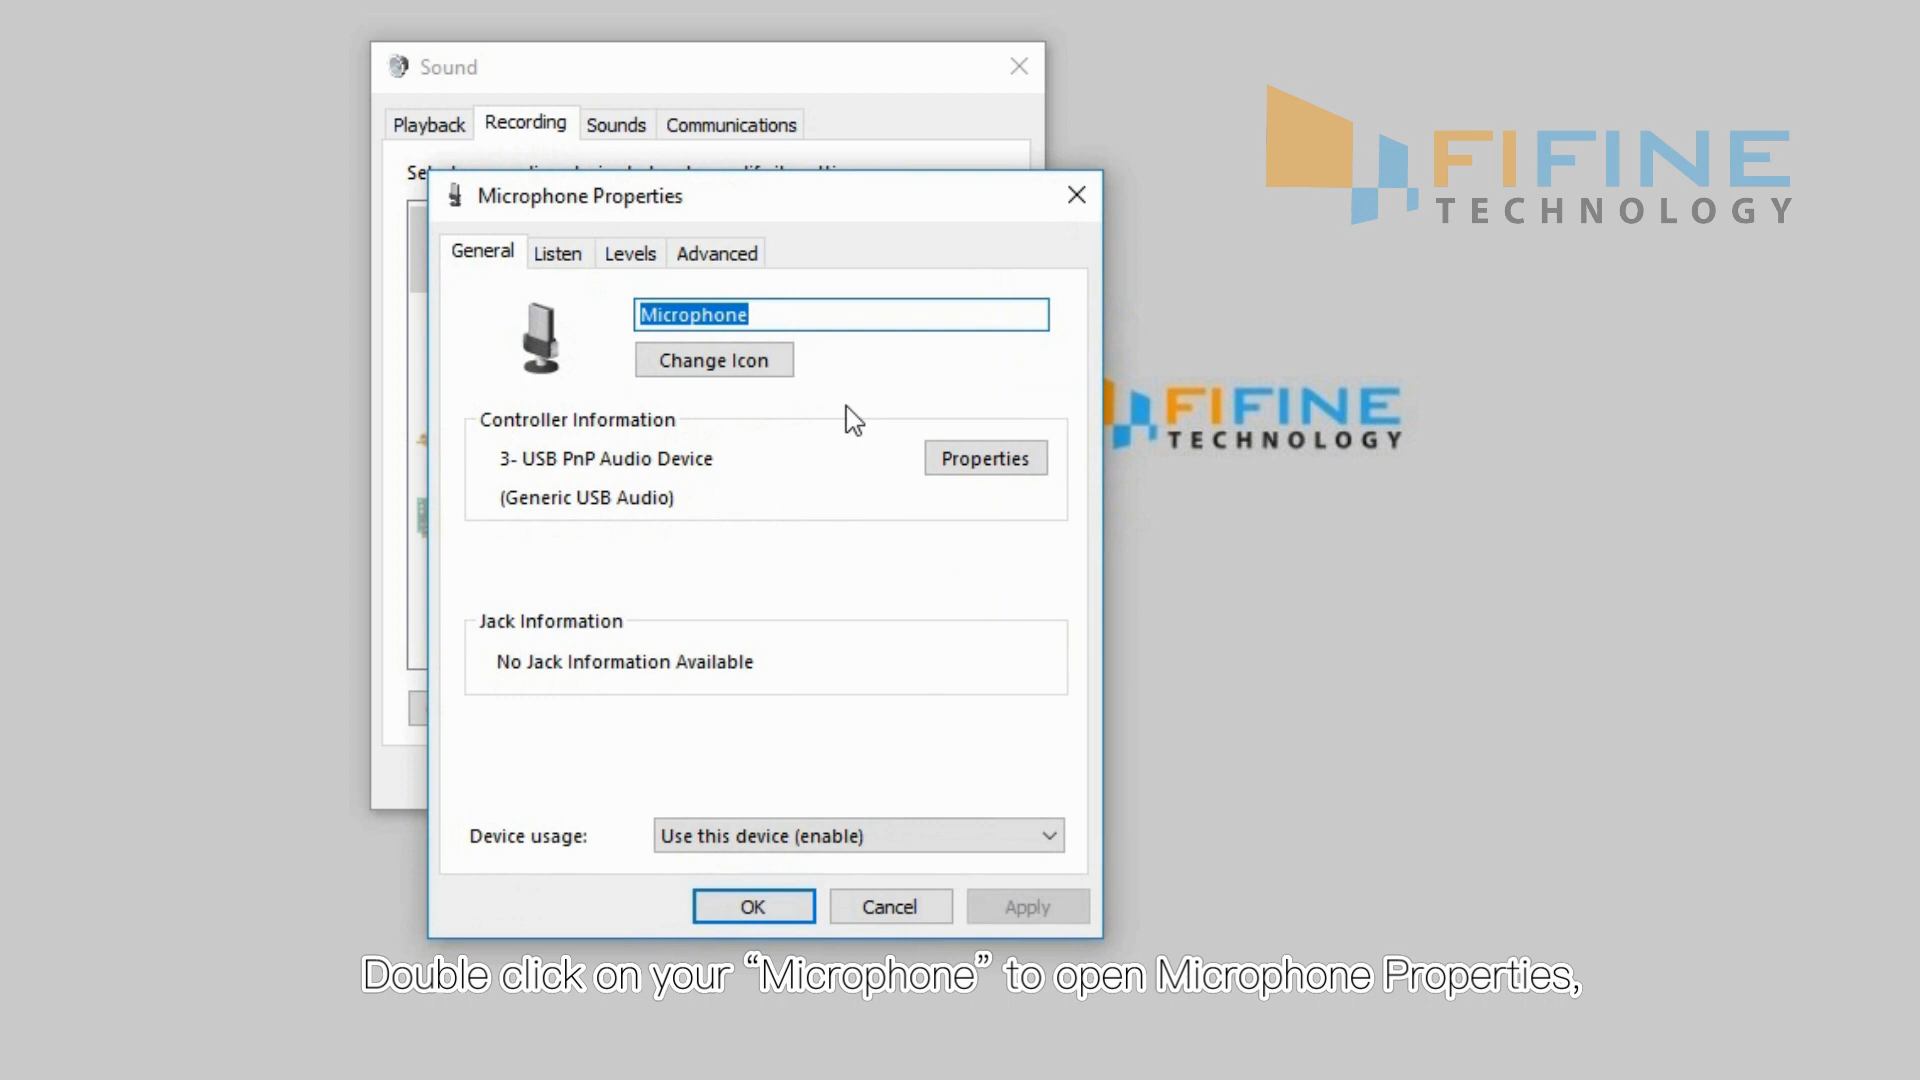 Sound
Playback Recording Sounds Communications
Microphone Properties
General Listen Levels Advanced
Microphone
Change Icon
Controller Information
3- USB PnP Audio Device
(Generic USB Audio)
Properties
Jack Information
No Jack Information Available
Device usage:
Use this device (enable)
OK Cancel Apply
FIFINE
TECHNOLOGY
FIFINE
TECHNOLOGY
Double click on your “Microphone” to open Microphone Properties,